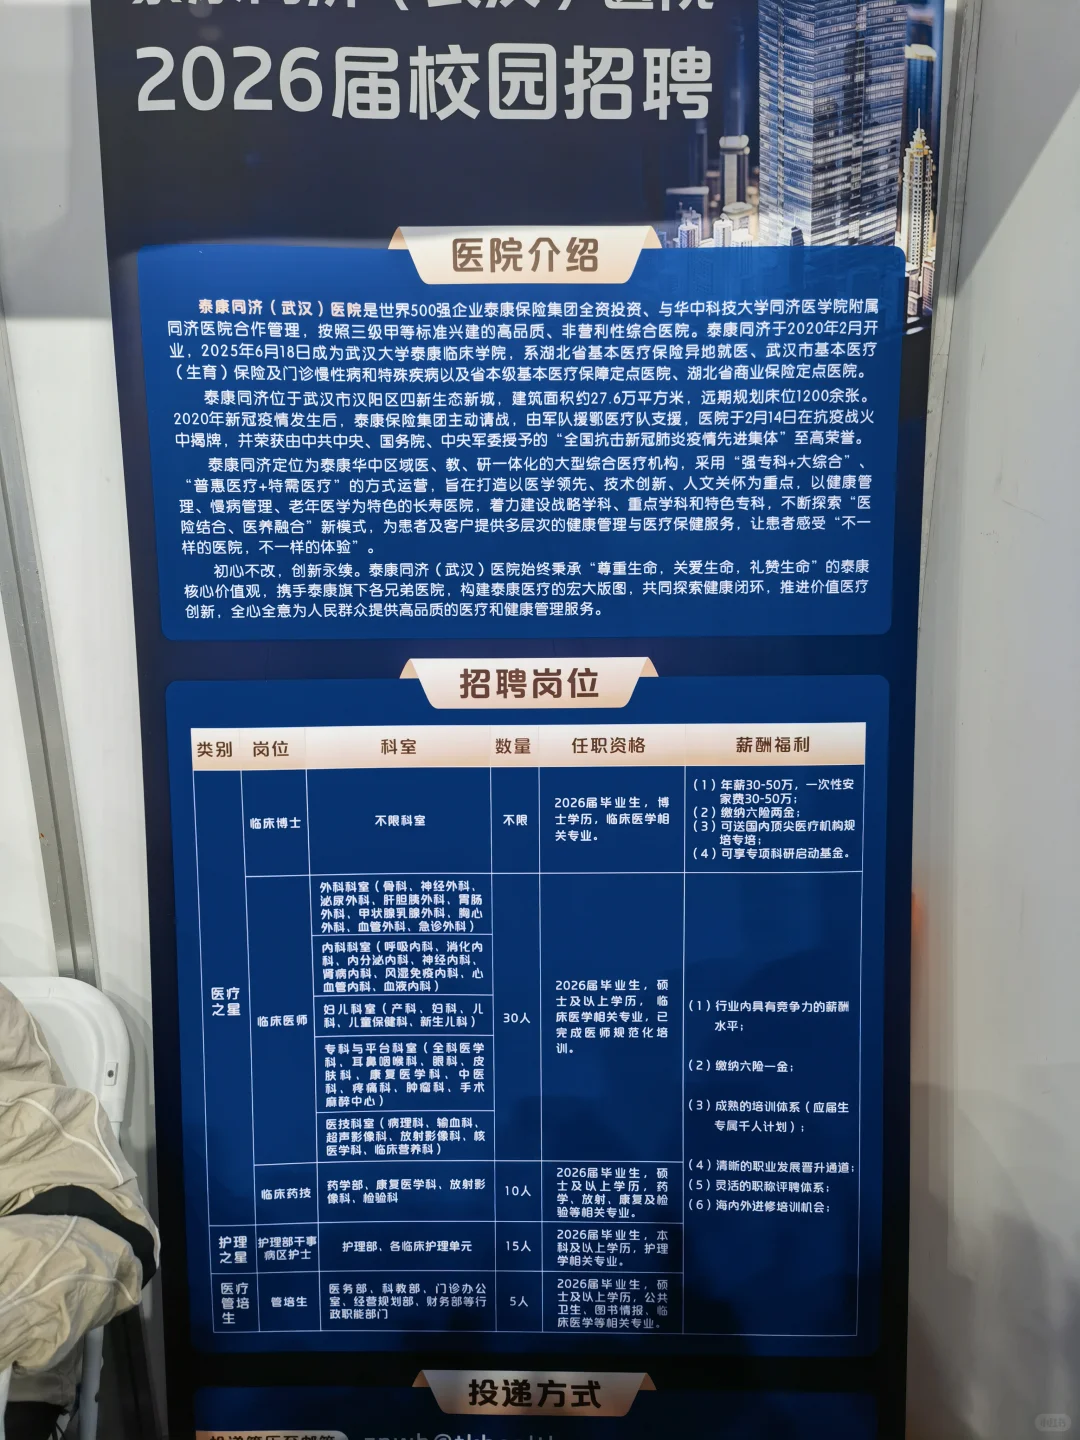 泰康同济（武汉）医院
2026届校园招聘
医院介绍
泰康同济（武汉）医院是世界500强企业泰康保险集团全资投资、与华中科技大学同济医学院附属
同济医院合作管理，按照三级甲等标准兴建的高品质、非营利性综合医院。泰康同济于2020年2月开
业，2025年6月18日成为武汉大学泰康临床学院，系湖北省基本医疗保险异地就医、武汉市基本医疗
（生育）保险及门诊慢性病和特殊疾病以及省本级基本医疗保障定点医院、湖北省商业保险定点医院。
泰康同济位于武汉市汉阳区四新生态新城，建筑面积约27.6万平方米，远期规划床位1200余张。
2020年新冠疫情发生后，泰康保险集团主动请战，由军队援鄂医疗队支援，医院于2月14日在抗疫战火
中揭牌，并荣获由中共中央、国务院、中央军委授予的“全国抗击新冠肺炎疫情先进集体”至高荣誉。
泰康同济定位为泰康华中区域医、教、研一体化的大型综合医疗机构，采用“强专科+大综合”、
“普惠医疗+特需医疗”的方式运营，旨在打造以医学领先、技术创新、人文关怀为重点，以健康管
理、慢病管理、老年医学为特色的长寿医院，着力建设战略学科、重点学科和特色专科，不断探索“医
险结合、医养融合”新模式，为患者及客户提供多层次的健康管理与医疗保健服务，让患者感受“不一
样的医院，不一样的体验”。
初心不改，创新永续。泰康同济（武汉）医院始终秉承“尊重生命，关爱生命，礼赞生命”的泰康
核心价值观，携手泰康旗下各兄弟医院，构建泰康医疗的宏大版图，共同探索健康闭环，推进价值医疗
创新，全心全意为人民群众提供高品质的医疗和健康管理服务。
招聘岗位
类别 岗位 科室 数量 任职资格 薪酬福利
医疗
之星
临床博士
不限科室
不限
2026届毕业生，博
士学历，临床医学相
关专业。
（1）年薪30-50万，一次性安
家费30-50万；
（2）缴纳六险两金；
（3）可送国内顶尖医疗机构规
培专培；
（4）可享专项科研启动基金。
临床医师
外科科室（骨科、神经外科、
泌尿外科、肝胆胰外科、胃肠
外科、甲状腺乳腺外科、胸心
外科、血管外科、急诊外科）
内科科室（呼吸内科、消化内
科、内分泌内科、神经内科、
肾病内科、风湿免疫内科、心
血管内科、血液内科）
妇儿科室（产科、妇科、儿
科、儿童保健科、新生儿科）
专科与平台科室（全科医学
科、耳鼻咽喉科、眼科、皮
肤科、康复医学科、中医
科、疼痛科、肿瘤科、手术
麻醉中心）
医技科室（病理科、输血科、
超声影像科、放射影像科、核
医学科、临床营养科）
30人
2026届毕业生，硕
士及以上学历，临
床医学相关专业，已
完成医师规范化培
训。
（1）行业内具有竞争力的薪酬
水平；
（2）缴纳六险一金；
（3）成熟的培训体系（应届生
专属千人计划）；
（4）清晰的职业发展晋升通道；
（5）灵活的职称评聘体系；
（6）海内外进修培训机会；
临床药技
药学部、康复医学科、放射影
像科、检验科
10人
2026届毕业生，硕
士及以上学历，药
学、放射、康复及检
验等相关专业。
护理
之星
护理部干事
病区护士
护理部、各临床护理单元
15人
2026届毕业生，本
科及以上学历，护理
学相关专业。
医疗
管培
生
管培生
医务部、科教部、门诊办公
室、经营规划部、财务部等行
政职能部门
5人
2026届毕业生，硕
士及以上学历，公共
卫生、图书情报、临
床医学等相关专业。
投递方式